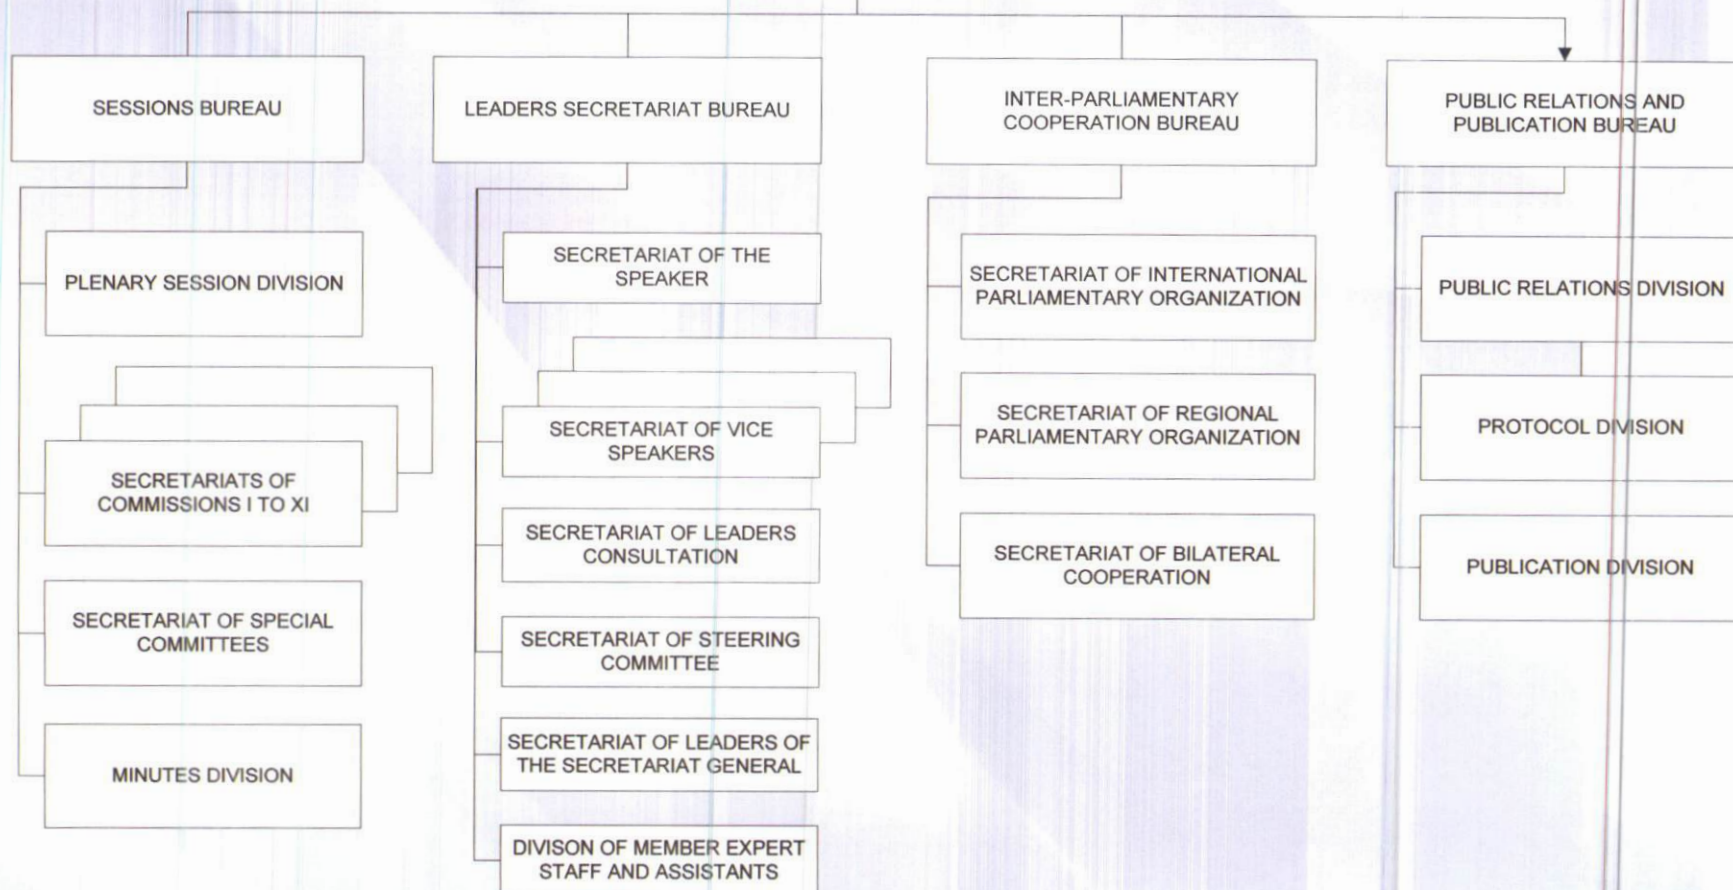 SESSIONS BUREAU
LEADERS SECRETARIAT BUREAU
INTER-PARLIAMENTARY
COOPERATION BUREAU
PUBLIC RELATIONS AND
PUBLICATION BUREAU
PLENARY SESSION DIVISION
SECRETARIATS OF
COMMISSIONS I TO XI
SECRETARIAT OF SPECIAL
COMMITTEES
MINUTES DIVISION
SECRETARIAT OF THE
SPEAKER
SECRETARIAT OF VICE
SPEAKERS
SECRETARIAT OF LEADERS
CONSULTATION
SECRETARIAT OF STEERING
COMMITTEE
SECRETARIAT OF LEADERS OF
THE SECRETARIAT GENERAL
DIVISON OF MEMBER EXPERT
STAFF AND ASSISTANTS
SECRETARIAT OF INTERNATIONAL
PARLIAMENTARY ORGANIZATION
SECRETARIAT OF REGIONAL
PARLIAMENTARY ORGANIZATION
SECRETARIAT OF BILATERAL
COOPERATION
PUBLIC RELATIONS DIVISION
PROTOCOL DIVISION
PUBLICATION DIVISION